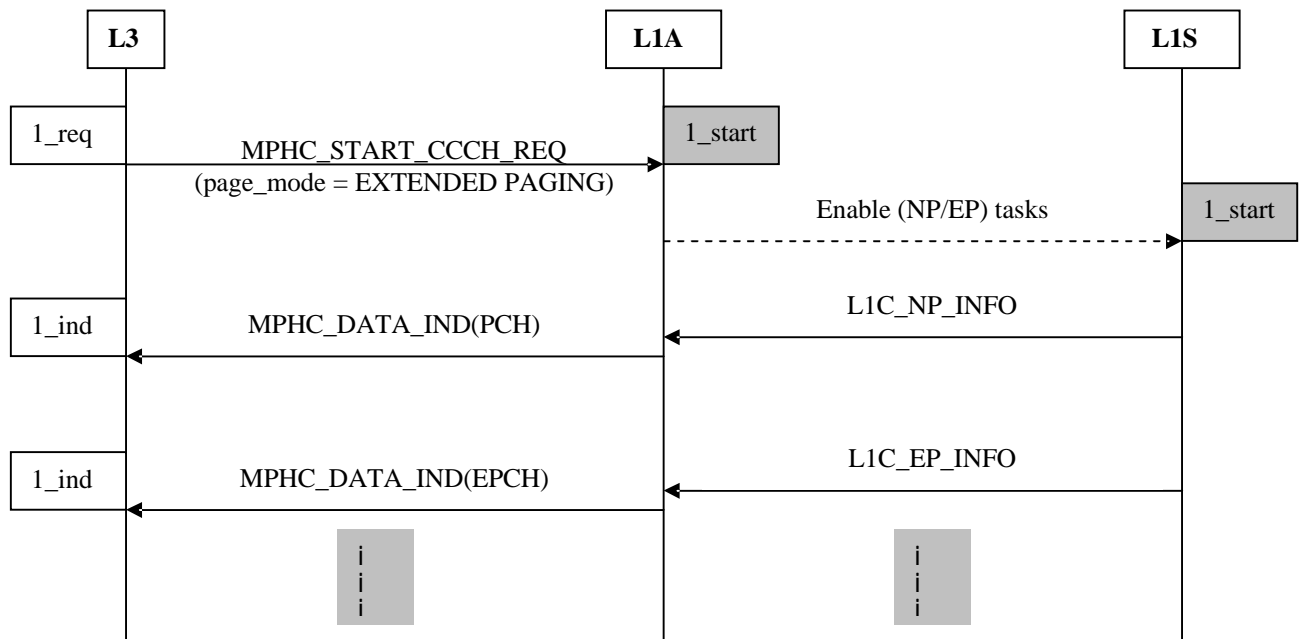 L3
L1A
L1S
1_req
1_start
MPHC_START_CCCH_REQ
(page_mode = EXTENDED PAGING)
Enable (NP/EP) tasks
1_start
1_ind
MPHC_DATA_IND(PCH)
L1C_NP_INFO
1_ind
MPHC_DATA_IND(EPCH)
L1C_EP_INFO
¡
¡
¡
¡
¡
¡